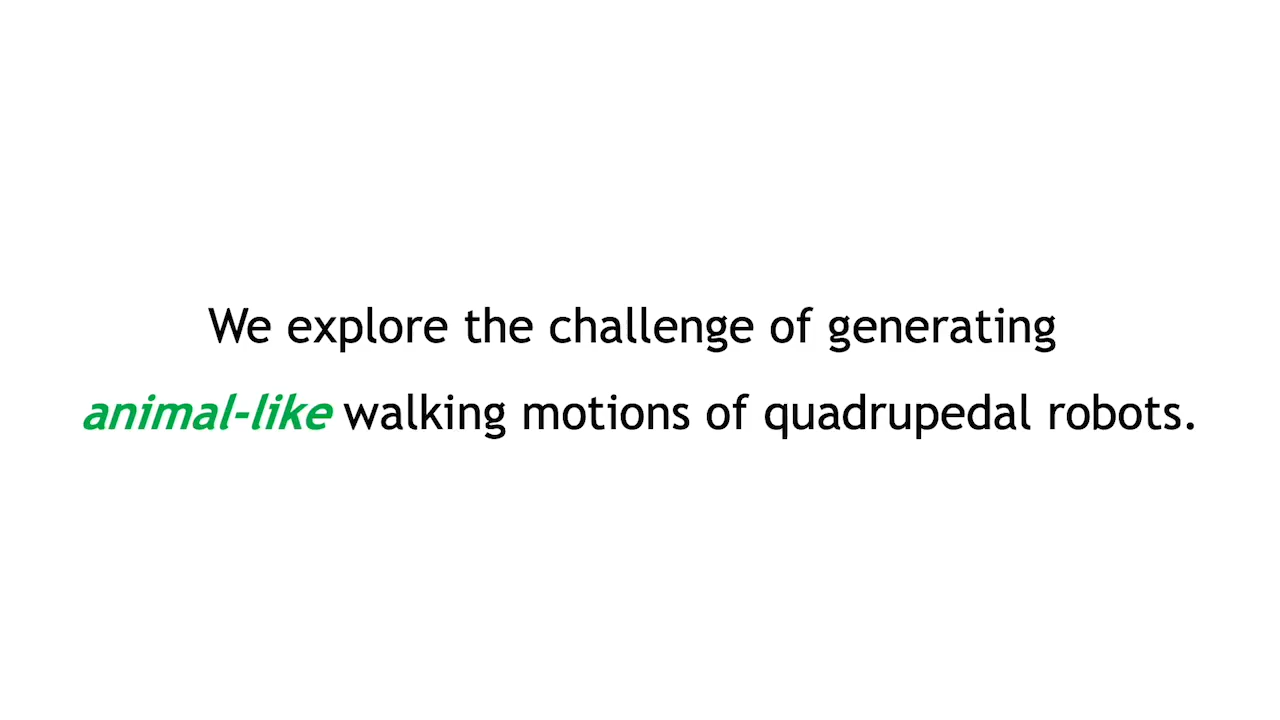 We explore the challenge of generating
animal-like walking motions of quadrupedal robots.